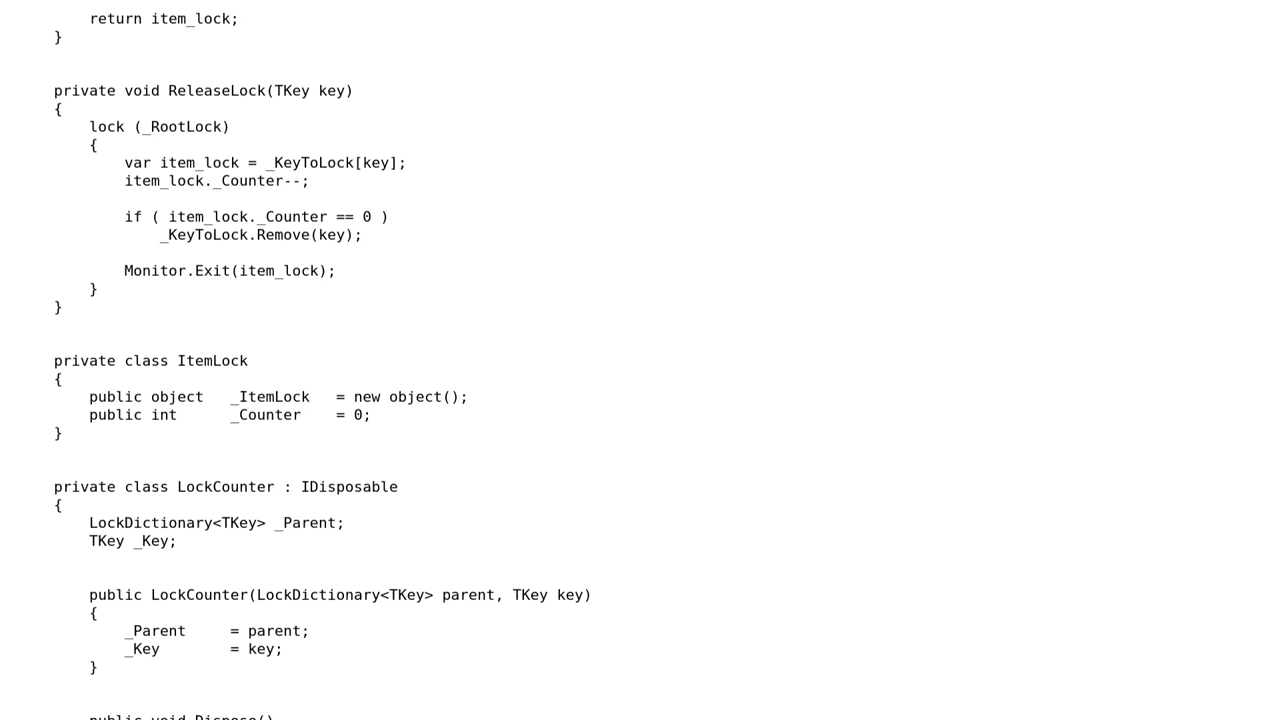 return item_lock;
}
private void ReleaseLock(TKey key)
{
lock (_RootLock)
{
var item_lock = _KeyToLock[key];
item_lock._Counter--;
if ( item_lock._Counter == 0 )
_KeyToLock.Remove(key);
Monitor.Exit(item_lock);
}
}
private class ItemLock
{
public object   _ItemLock   = new object();
public int      _Counter    = 0;
}
private class LockCounter : IDisposable
{
LockDictionary<TKey> _Parent;
TKey _Key;
public LockCounter(LockDictionary<TKey> parent, TKey key)
{
_Parent     = parent;
_Key        = key;
}
public void Dispose()